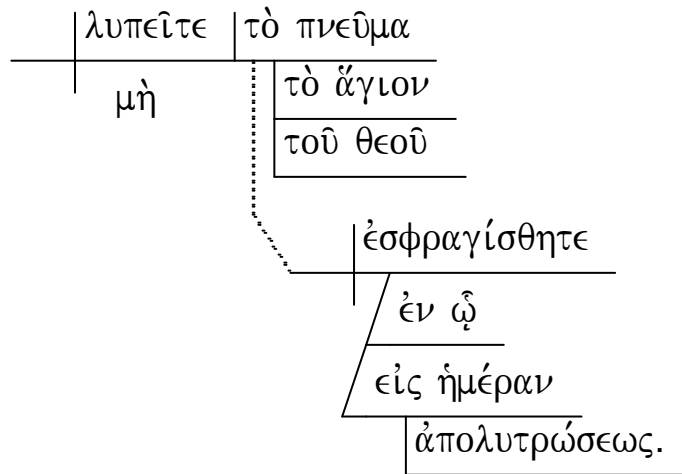 λυπεῖτε τὸ πνεῦμα
μὴ
τὸ ἅγιον
τοῦ θεοῦ
ἐσφραγίσθητε
ἐν ᾧ
εἰς ἡμέραν
ἀπολυτρώσεως.